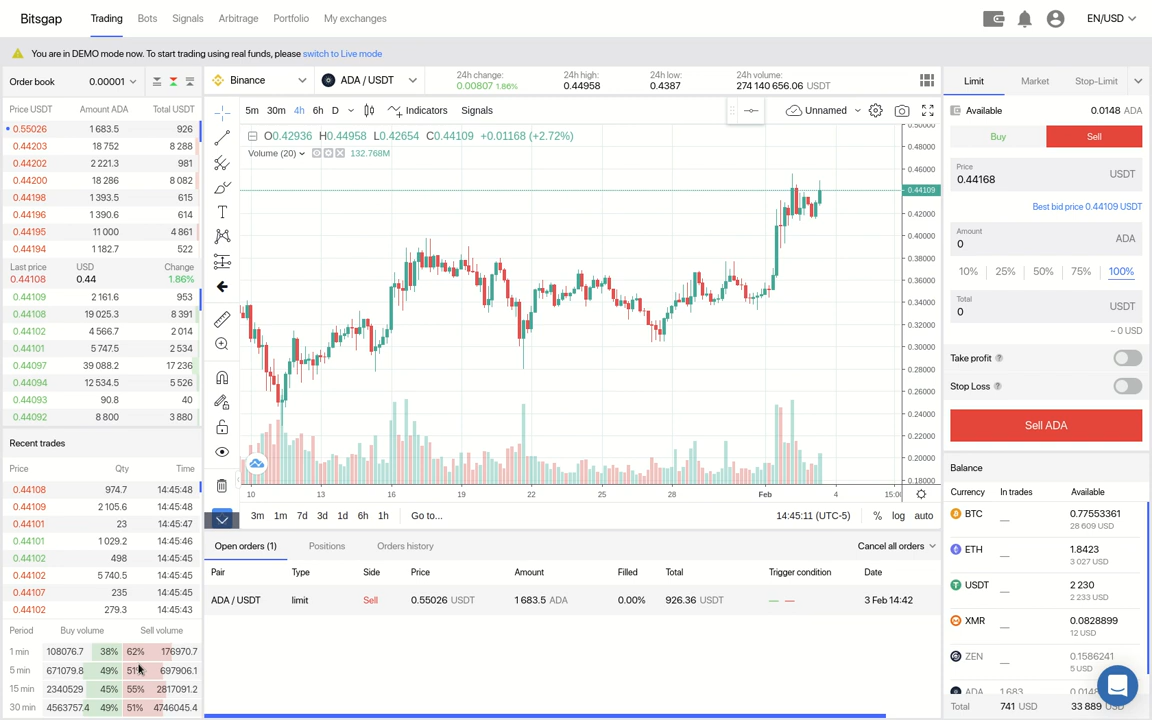 Bitsgap Trading Bots Signals Arbitrage Portfolio My exchanges EN/USD
You are in DEMO mode now. To start trading using real funds, please switch to Live mode
Order book 0.00001
Price USDT Amount ADA Total USDT
0.55026 1 683.5 926
0.44203 18 752 8 288
0.44202 2 221.3 981
0.44200 18 286 8 082
0.44198 1 393.5 615
0.44196 1 390.6 614
0.44195 11 000 4 861
0.44194 1 182.7 522
Last price USD Change
0.44108 0.44 1.86%
0.44109 2 161.6 953
0.44108 19 025.3 8 391
0.44102 4 566.7 2 014
0.44101 5 747.5 2 534
0.44097 39 088.2 17 236
0.44094 12 534.5 5 526
0.44093 90.8 40
0.44092 8 800 3 880
Recent trades
Price Qty Time
0.44108 974.7 14:45:48
0.44109 2 105.6 14:45:48
0.44101 23 14:45:47
0.44101 1 029.2 14:45:46
0.44102 498 14:45:46
0.44102 5 740.5 14:45:45
0.44107 235 14:45:45
0.44102 279.3 14:45:43
Period Buy volume Sell volume
1 min 108076.7 38% 62% 176970.7
5 min 671079.8 49% 51% 697906.1
15 min 2340529 45% 55% 2817091.2
30 min 4563757.4 49% 51% 4746045.4
Binance ADA / USDT
24h change: 24h high: 24h low: 24h volume:
0.00807 1.86% 0.44958 0.4387 274 140 656.06 USDT
5m 30m 4h 6h D Indicators Signals Unnamed
O0.42936 H0.44958 L0.42654 C0.44109 +0.01168 (+2.72%)
Volume (20) 132.768M
0.50000
0.48000
0.46000
0.44109
0.42000
0.40000
0.38000
0.36000
0.34000
0.32000
0.30000
0.28000
0.26000
0.24000
0.22000
0.20000
0.18000
10 13 16 19 22 25 28 Feb 4 15:00
3m 1m 7d 3d 1d 6h 1h Go to... 14:45:11 (UTC-5) % log auto
Open orders (1) Positions Orders history Cancel all orders
Pair Type Side Price Amount Filled Total Trigger condition Date
ADA / USDT limit Sell 0.55026 USDT 1 683.5 ADA 0.00% 926.36 USDT — — 3 Feb 14:42
Limit Market Stop-Limit
Available 0.0148 ADA
Buy Sell
Price
0.44168 USDT
Best bid price 0.44109 USDT
Amount
0 ADA
10% 25% 50% 75% 100%
Total
0 USDT
~ 0 USD
Take profit ?
Stop Loss ?
Sell ADA
Balance
Currency In trades Available
BTC — 0.77553361
28 609 USD
ETH — 1.8423
3 027 USD
USDT — 2 230
2 233 USD
XMR — 0.0828899
12 USD
ZEN — 0.1586241
5 USD
ADA 1 683 0.0148
Total 741 USD 33 889 USD